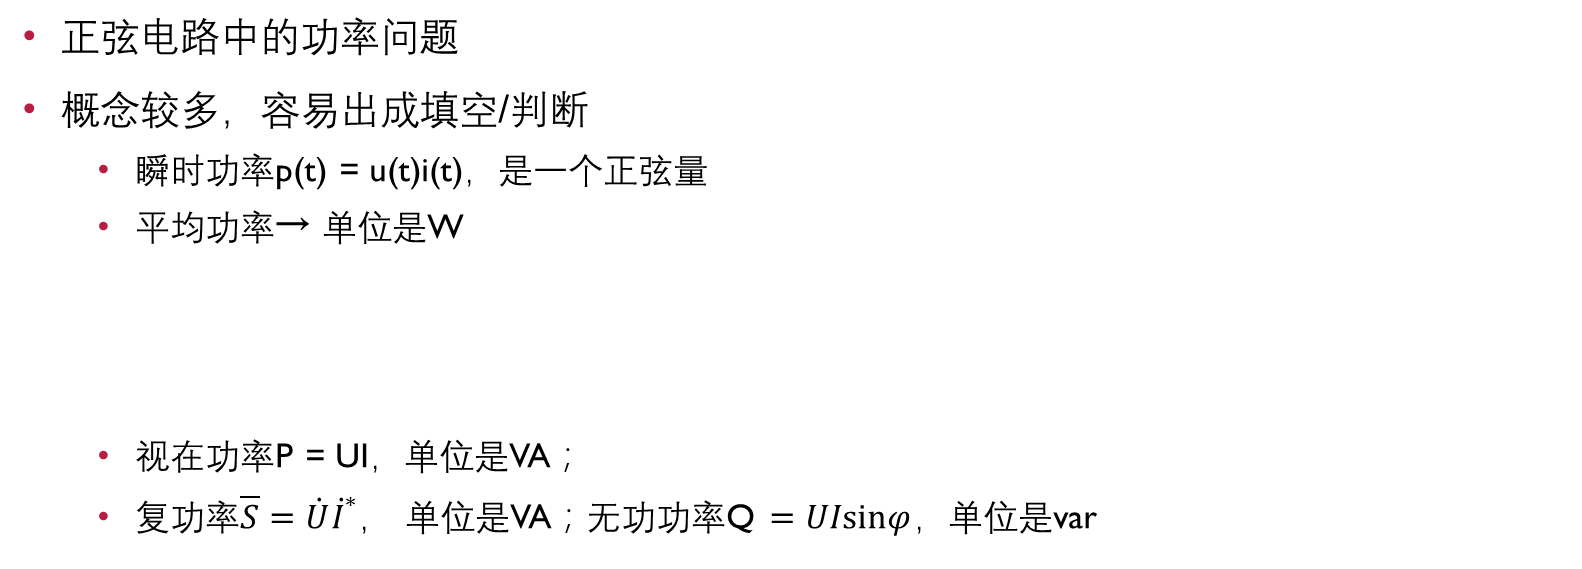 • 正弦电路中的功率问题
• 概念较多，容易出成填空/判断
• 瞬时功率p(t) = u(t)i(t)，是一个正弦量
• 平均功率→ 单位是W
• 视在功率P = UI，单位是VA；
• 复功率S̅ = U̇İ*， 单位是VA；无功功率Q = UIsinφ，单位是var